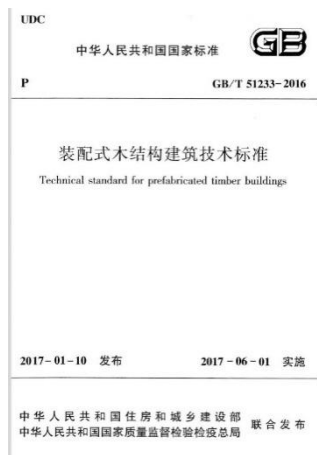 UDC
中华人民共和国国家标准 GB
P GB/T 51233-2016
装配式木结构建筑技术标准
Technical standard for prefabricated timber buildings
2017-01-10 发布 2017-06-01 实施
中华人民共和国住房和城乡建设部
中华人民共和国国家质量监督检验检疫总局 联合发布